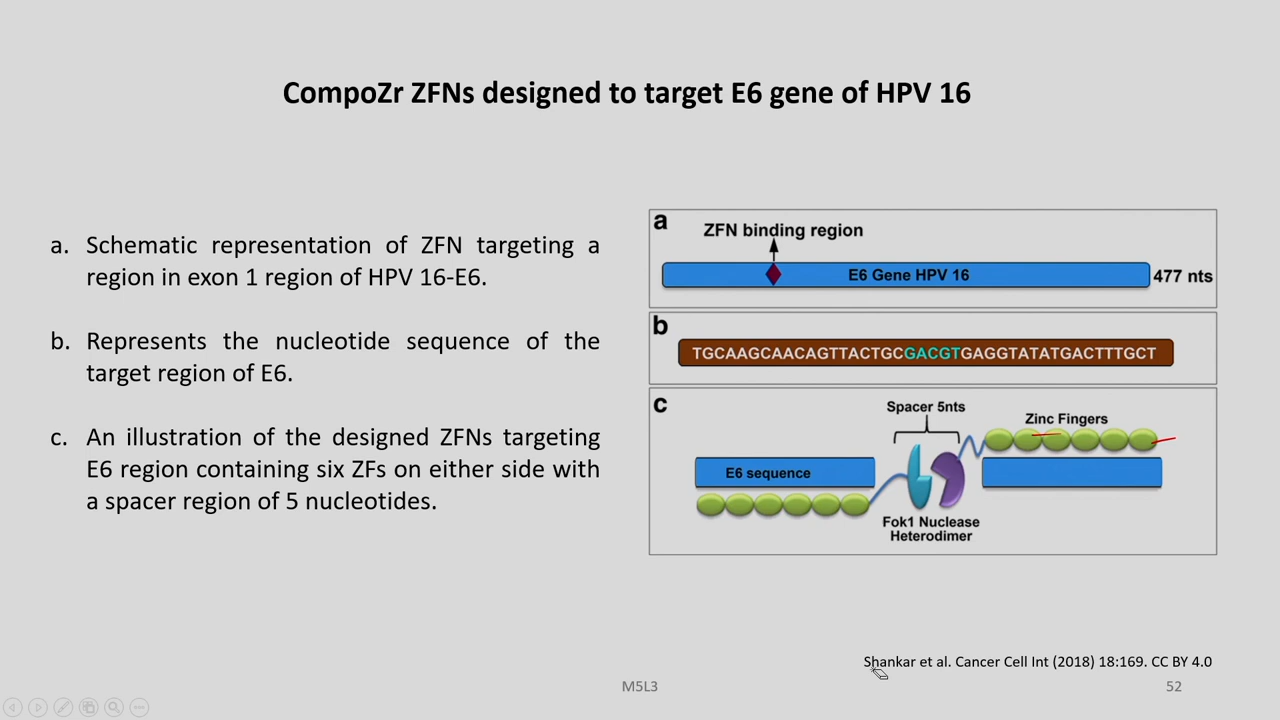 CompoZr ZFNs designed to target E6 gene of HPV 16
a. Schematic representation of ZFN targeting a
region in exon 1 region of HPV 16-E6.
b. Represents the nucleotide sequence of the
target region of E6.
c. An illustration of the designed ZFNs targeting
E6 region containing six ZFs on either side with
a spacer region of 5 nucleotides.
a
ZFN binding region
E6 Gene HPV 16
477 nts
b
TGCAAGCAACAGTTACTGCGACGTGAGGTATATGACTTTGCT
c
Spacer 5nts
Zinc Fingers
E6 sequence
Fok1 Nuclease
Heterodimer
Shankar et al. Cancer Cell Int (2018) 18:169. CC BY 4.0
M5L3
52